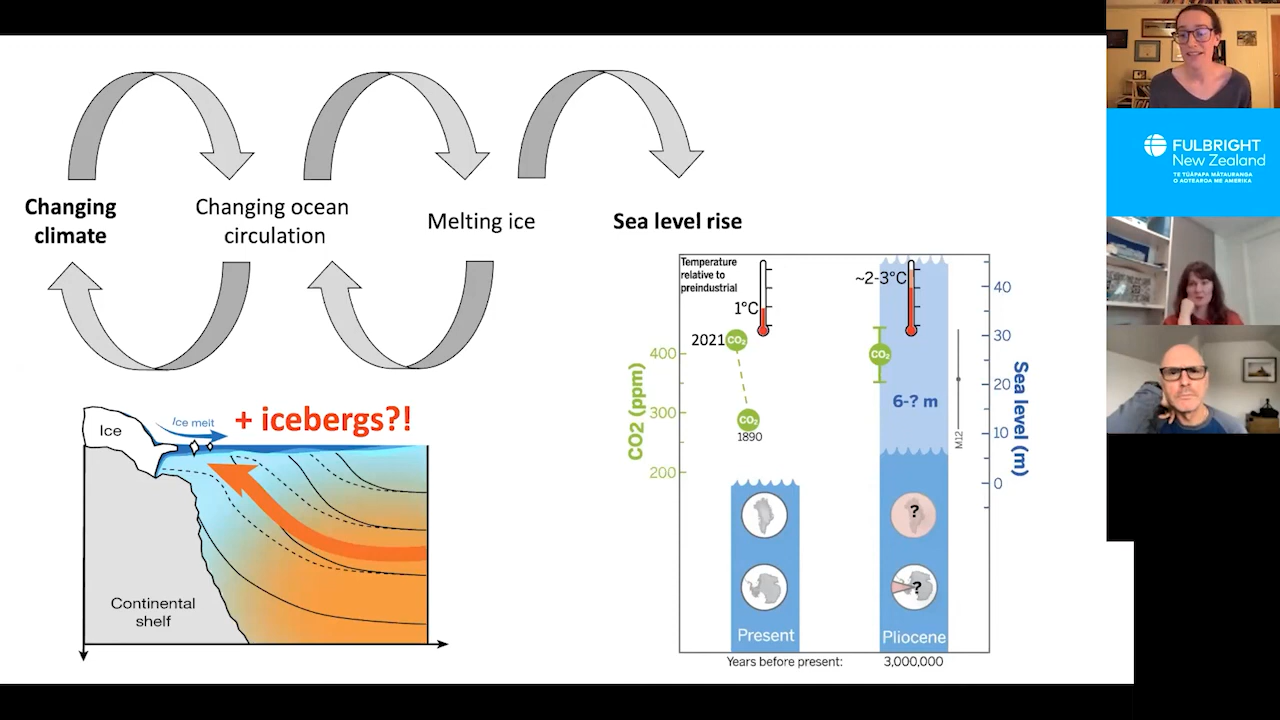 Changing
climate
Changing ocean
circulation
Melting ice
Sea level rise
Ice
Ice melt
+ icebergs?!
Continental
shelf
Temperature
relative to
preindustrial
1°C
~2-3°C
2021
CO₂
CO₂
1890
CO₂
400
300
200
CO2 (ppm)
6-? m
M12
40
30
20
10
0
Sea level (m)
?
?
Present
Pliocene
Years before present:
3,000,000
FULBRIGHT
New Zealand
TE TŪĀPAPA MĀTAURANGA
O AOTEAROA ME AMERIKA